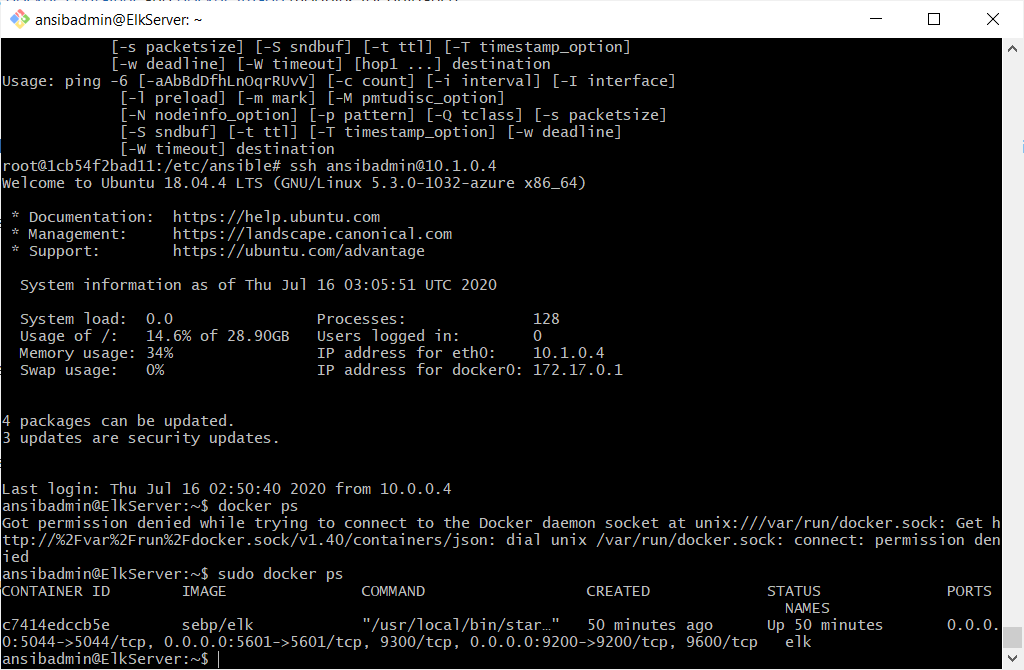 ansibadmin@ElkServer: ~
[-s packetsize] [-S sndbuf] [-t ttl] [-T timestamp_option]
[-w deadline] [-W timeout] [hop1 ...] destination
Usage: ping -6 [-aAbBdDfhLnOqrRUvV] [-c count] [-i interval] [-I interface]
[-l preload] [-m mark] [-M pmtudisc_option]
[-N nodeinfo_option] [-p pattern] [-Q tclass] [-s packetsize]
[-S sndbuf] [-t ttl] [-T timestamp_option] [-w deadline]
[-W timeout] destination
root@1cb54f2bad11:/etc/ansible# ssh ansibadmin@10.1.0.4
Welcome to Ubuntu 18.04.4 LTS (GNU/Linux 5.3.0-1032-azure x86_64)
* Documentation:  https://help.ubuntu.com
* Management:     https://landscape.canonical.com
* Support:        https://ubuntu.com/advantage
System information as of Thu Jul 16 03:05:51 UTC 2020
System load:  0.0                Processes:              128
Usage of /:   14.6% of 28.90GB   Users logged in:        0
Memory usage: 34%                IP address for eth0:    10.1.0.4
Swap usage:   0%                 IP address for docker0: 172.17.0.1
4 packages can be updated.
3 updates are security updates.
Last login: Thu Jul 16 02:50:40 2020 from 10.0.0.4
ansibadmin@ElkServer:~$ docker ps
Got permission denied while trying to connect to the Docker daemon socket at unix:///var/run/docker.sock: Get h
ttp://%2Fvar%2Frun%2Fdocker.sock/v1.40/containers/json: dial unix /var/run/docker.sock: connect: permission den
ied
ansibadmin@ElkServer:~$ sudo docker ps
CONTAINER ID        IMAGE               COMMAND                  CREATED             STATUS              PORTS
NAMES
c7414edccb5e        sebp/elk            "/usr/local/bin/star…"   50 minutes ago      Up 50 minutes       0.0.0.
0:5044->5044/tcp, 0.0.0.0:5601->5601/tcp, 9300/tcp, 0.0.0.0:9200->9200/tcp, 9600/tcp   elk
ansibadmin@ElkServer:~$